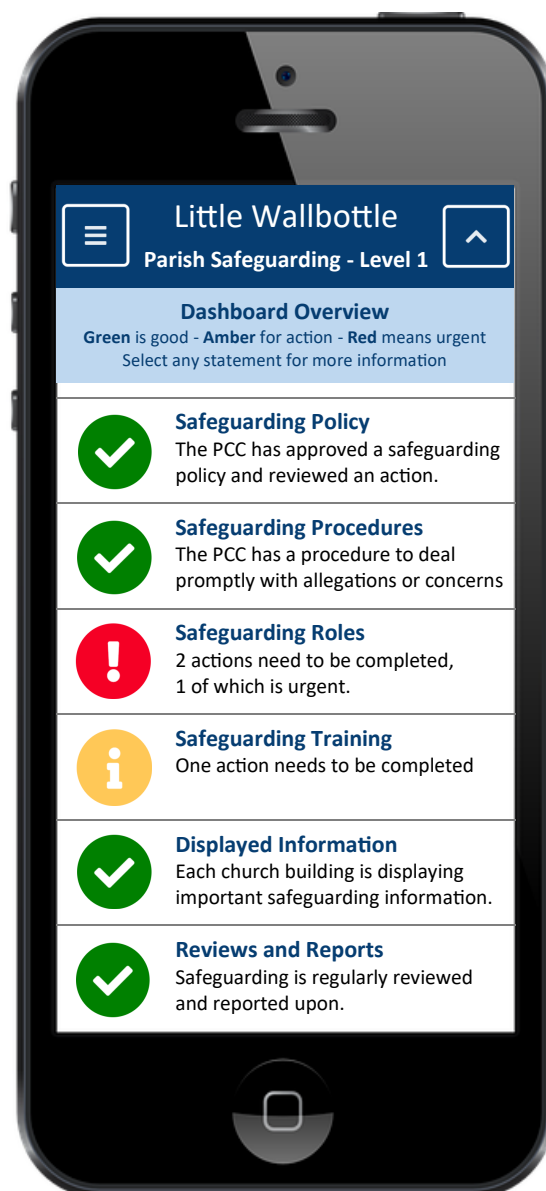 Little Wallbottle
Parish Safeguarding - Level 1
Dashboard Overview
Green is good - Amber for action - Red means urgent
Select any statement for more information
Safeguarding Policy
The PCC has approved a safeguarding
policy and reviewed an action.
Safeguarding Procedures
The PCC has a procedure to deal
promptly with allegations or concerns
Safeguarding Roles
2 actions need to be completed,
1 of which is urgent.
Safeguarding Training
One action needs to be completed
Displayed Information
Each church building is displaying
important safeguarding information.
Reviews and Reports
Safeguarding is regularly reviewed
and reported upon.